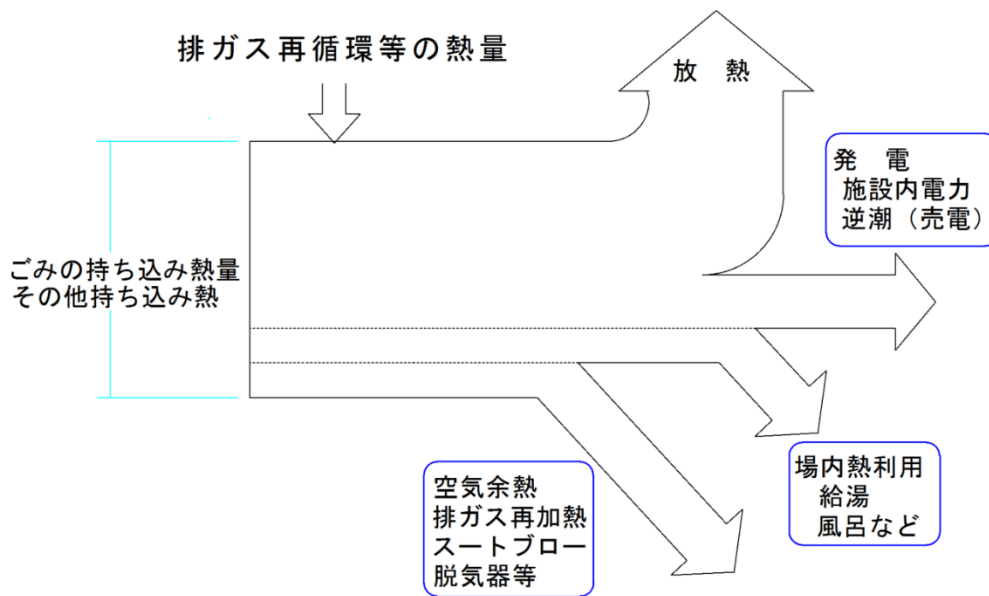 排ガス再循環等の熱量
放 熱
発 電
施設内電力
逆潮（売電）
ごみの持ち込み熱量
その他持ち込み熱
場内熱利用
給湯
風呂など
空気余熱
排ガス再加熱
スートブロー
脱気器等